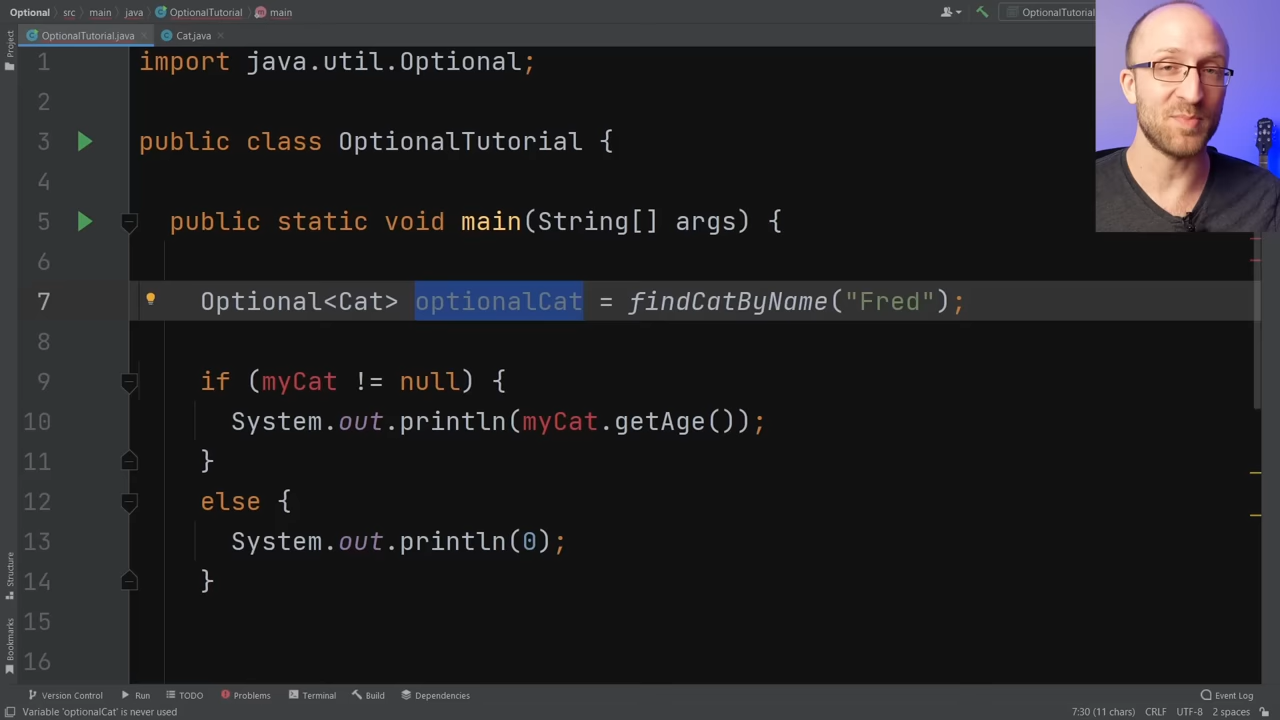 Optional src main java OptionalTutorial main OptionalTutorial
OptionalTutorial.java Cat.java
Project
1 import java.util.Optional;
2
3 public class OptionalTutorial {
4
5 public static void main(String[] args) {
6
7 Optional<Cat> optionalCat = findCatByName("Fred");
8
9 if (myCat != null) {
10 System.out.println(myCat.getAge());
11 }
12 else {
13 System.out.println(0);
14 }
15
16
Structure
Bookmarks
Version Control Run TODO Problems Terminal Build Dependencies Event Log
Variable 'optionalCat' is never used 7:30 (11 chars) CRLF UTF-8 2 spaces